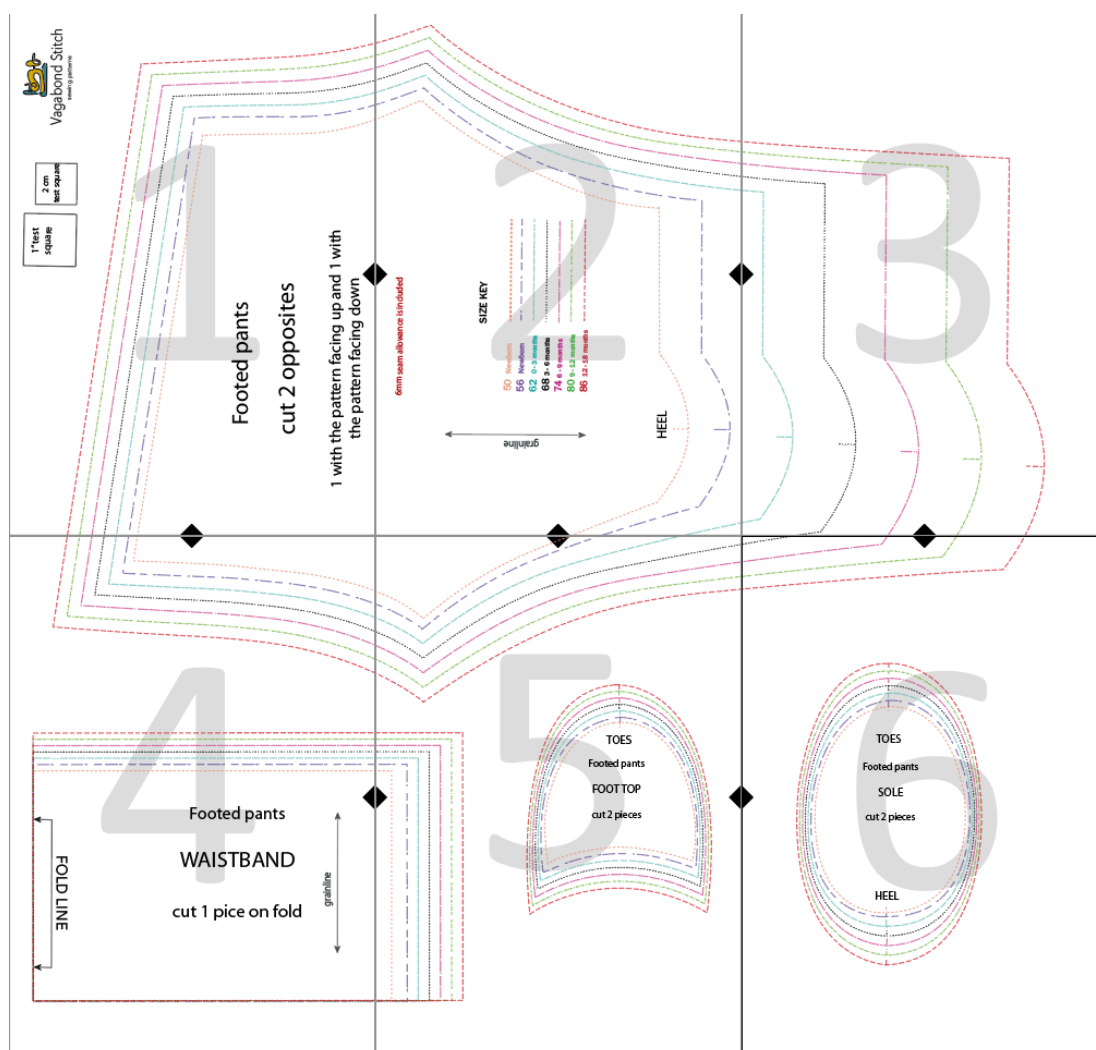 Vagabond Stitch
sewing patterns
2 cm
test square
1" test
square
1
2
3
Footed pants
cut 2 opposites
1 with the pattern facing up and 1 with
the pattern facing down
6mm seam allowance is included
SIZE KEY
50 Newborn
56 Newborn
62 0-3 months
68 3-6 months
74 6-9 months
80 9-12 months
86 12-18 months
grainline
HEEL
4
5
6
Footed pants
WAISTBAND
cut 1 pice on fold
FOLD LINE
grainline
TOES
Footed pants
FOOT TOP
cut 2 pieces
TOES
Footed pants
SOLE
cut 2 pieces
HEEL